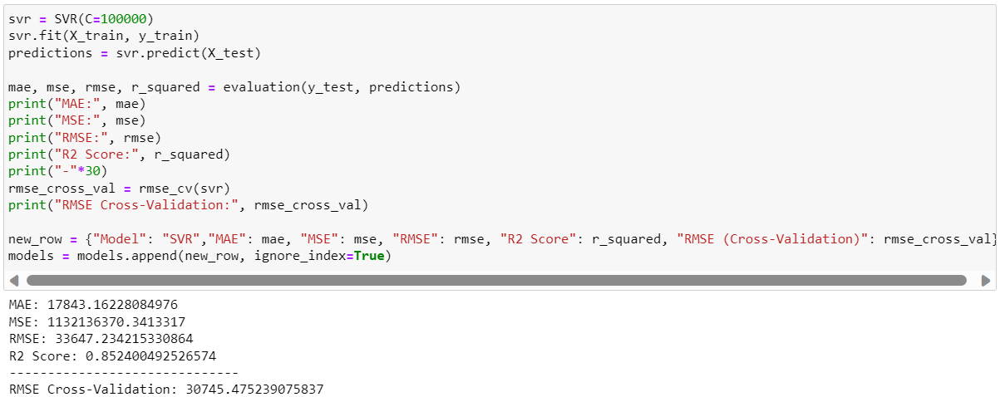 svr = SVR(C=100000)
svr.fit(X_train, y_train)
predictions = svr.predict(X_test)
mae, mse, rmse, r_squared = evaluation(y_test, predictions)
print("MAE:", mae)
print("MSE:", mse)
print("RMSE:", rmse)
print("R2 Score:", r_squared)
print("-"*30)
rmse_cross_val = rmse_cv(svr)
print("RMSE Cross-Validation:", rmse_cross_val)
new_row = {"Model": "SVR","MAE": mae, "MSE": mse, "RMSE": rmse, "R2 Score": r_squared, "RMSE (Cross-Validation)": rmse_cross_val}
models = models.append(new_row, ignore_index=True)
MAE: 17843.16228084976
MSE: 1132136370.3413317
RMSE: 33647.234215330864
R2 Score: 0.852400492526574
------------------------------
RMSE Cross-Validation: 30745.475239075837